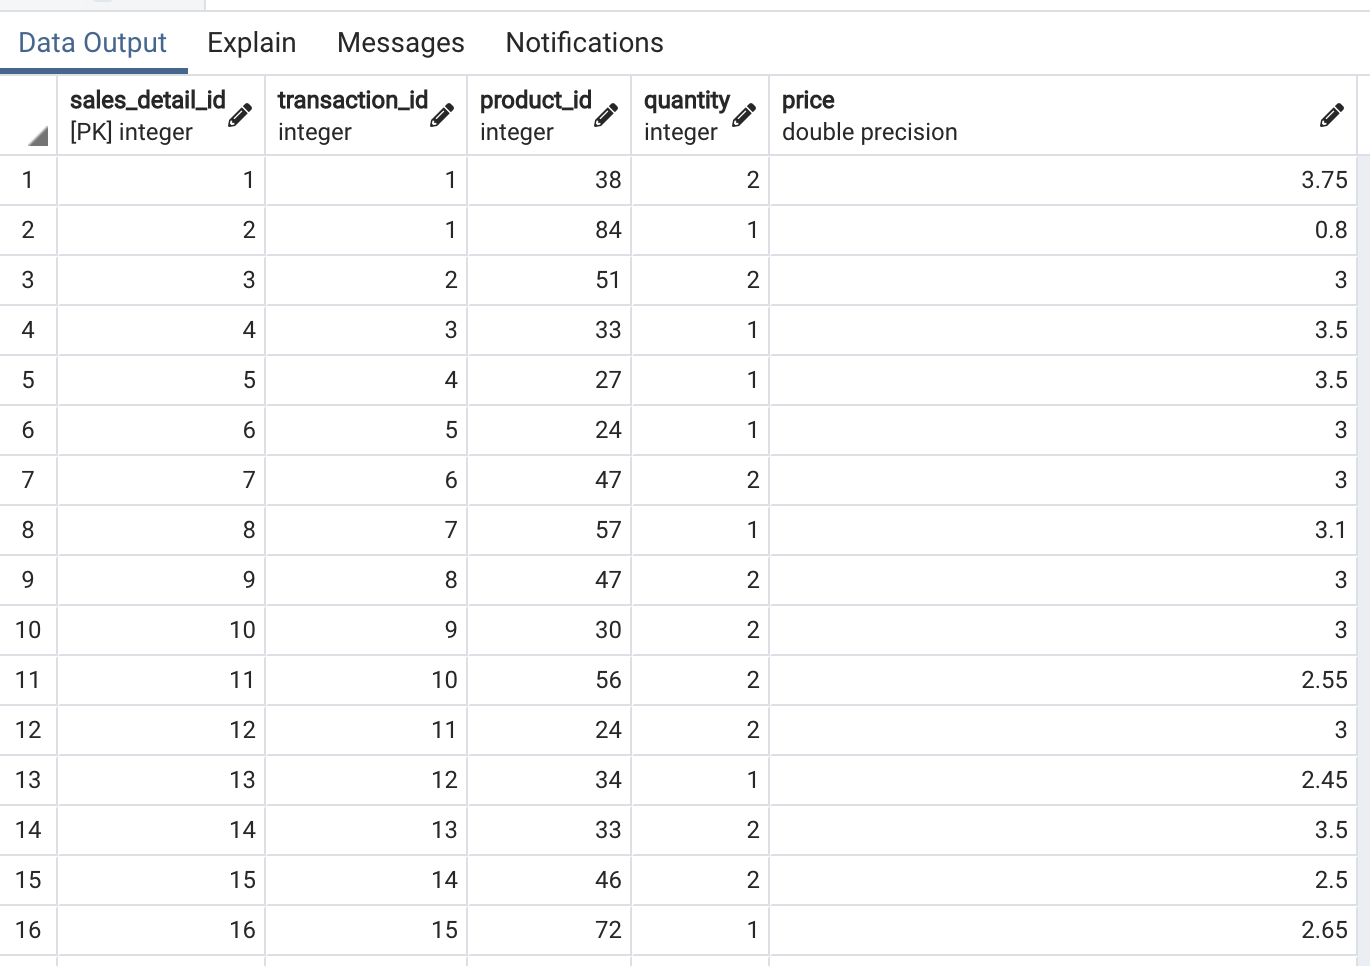 Data Output Explain Messages Notifications
sales_detail_id transaction_id product_id quantity price
[PK] integer integer integer integer double precision
1 1 1 38 2 3.75
2 2 1 84 1 0.8
3 3 2 51 2 3
4 4 3 33 1 3.5
5 5 4 27 1 3.5
6 6 5 24 1 3
7 7 6 47 2 3
8 8 7 57 1 3.1
9 9 8 47 2 3
10 10 9 30 2 3
11 11 10 56 2 2.55
12 12 11 24 2 3
13 13 12 34 1 2.45
14 14 13 33 2 3.5
15 15 14 46 2 2.5
16 16 15 72 1 2.65